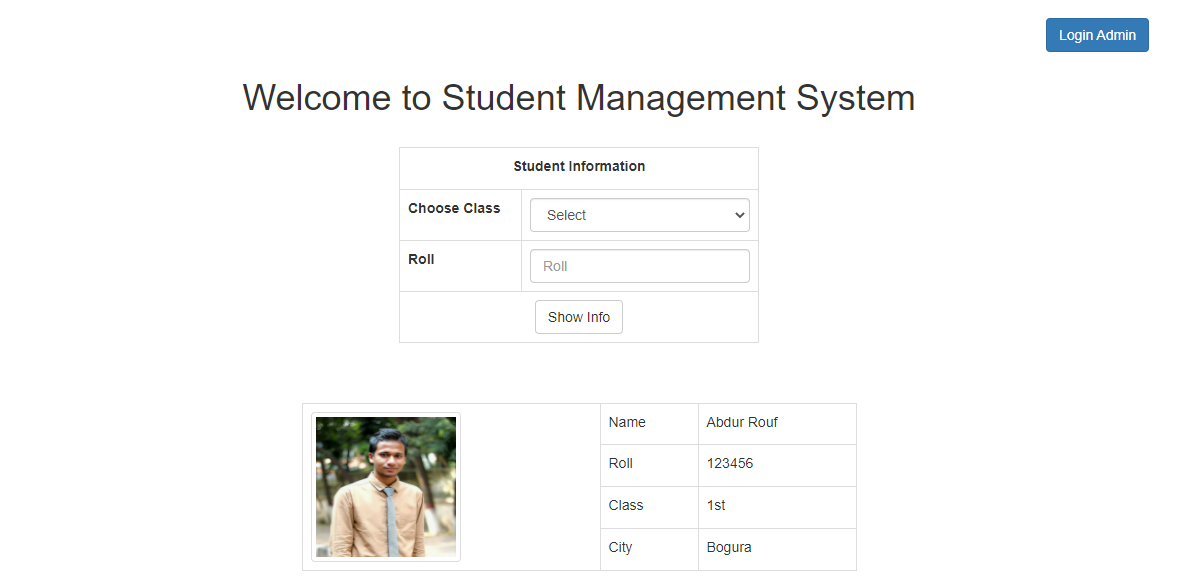 Login Admin
Welcome to Student Management System
Student Information
Choose Class Select
Roll Roll
Show Info
Name Abdur Rouf
Roll 123456
Class 1st
City Bogura